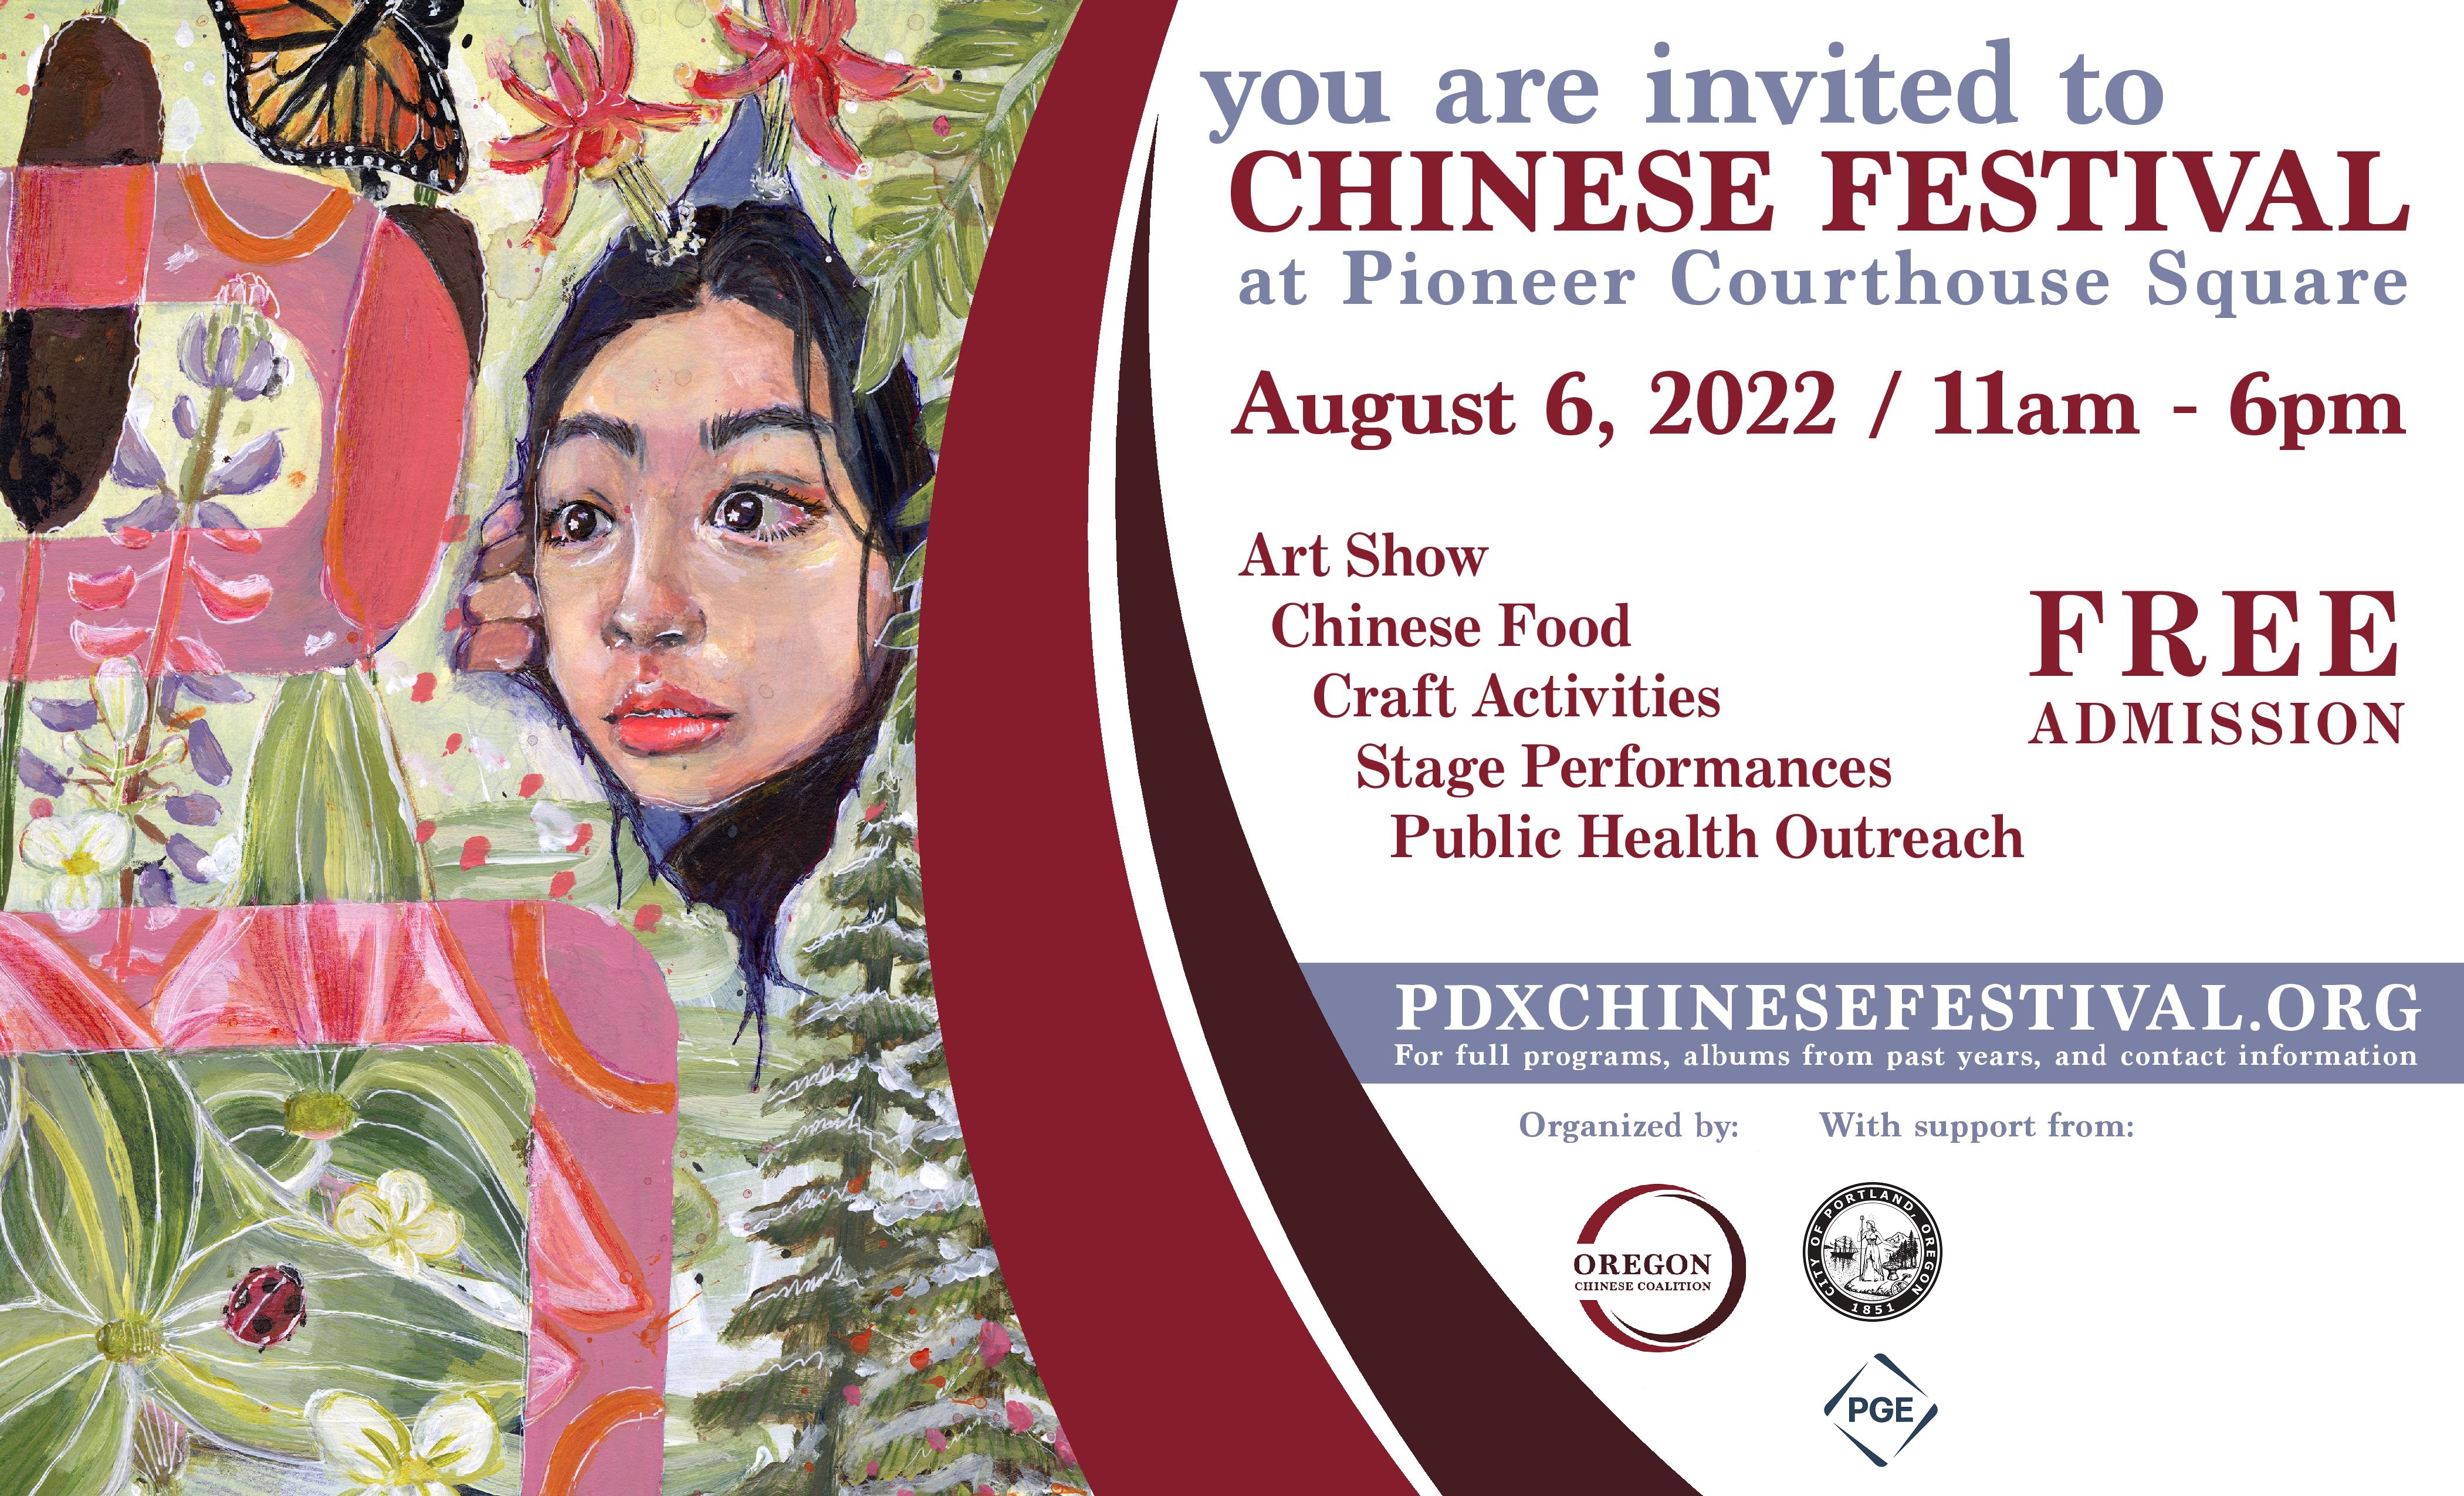 you are invited to
CHINESE FESTIVAL
at Pioneer Courthouse Square
August 6, 2022 / 11am - 6pm
Art Show
Chinese Food
Craft Activities
Stage Performances
Public Health Outreach
FREE
ADMISSION
PDXCHINESEFESTIVAL.ORG
For full programs, albums from past years, and contact information
Organized by:
With support from:
OREGON
CHINESE COALITION
CITY OF PORTLAND, OREGON
1851
PGE